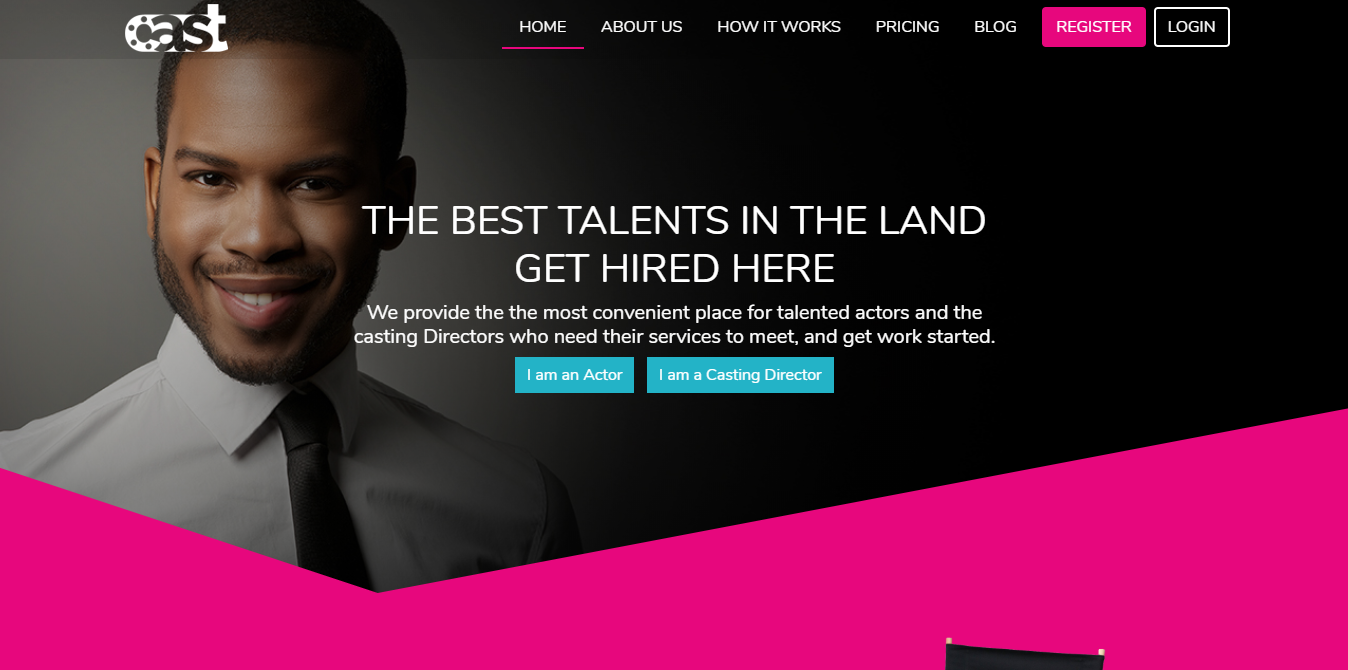 cast
HOME ABOUT US HOW IT WORKS PRICING BLOG REGISTER LOGIN
THE BEST TALENTS IN THE LAND
GET HIRED HERE
We provide the the most convenient place for talented actors and the
casting Directors who need their services to meet, and get work started.
I am an Actor I am a Casting Director